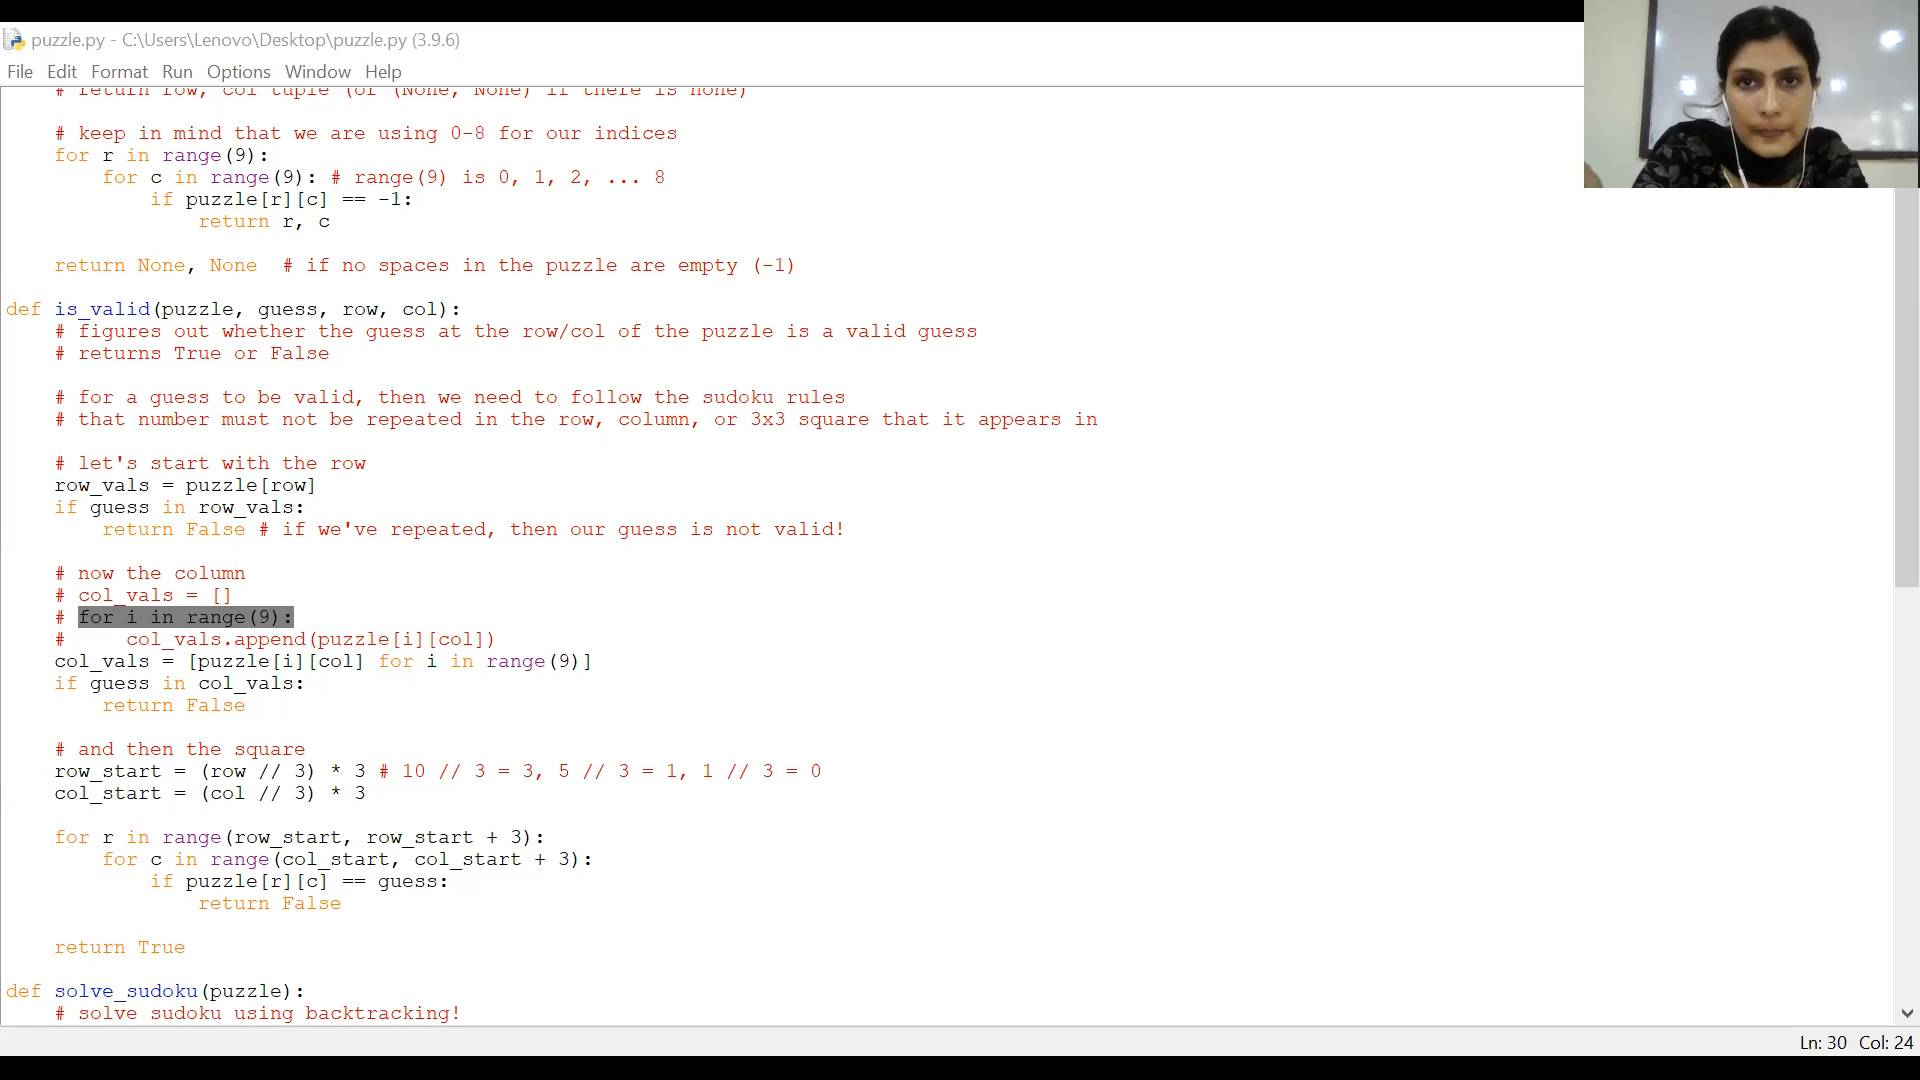 puzzle.py - C:\Users\Lenovo\Desktop\puzzle.py (3.9.6)
File Edit Format Run Options Window Help
# return row, col tuple (or (None, None) if there is none)
# keep in mind that we are using 0-8 for our indices
for r in range(9):
for c in range(9): # range(9) is 0, 1, 2, ... 8
if puzzle[r][c] == -1:
return r, c
return None, None # if no spaces in the puzzle are empty (-1)
def is_valid(puzzle, guess, row, col):
# figures out whether the guess at the row/col of the puzzle is a valid guess
# returns True or False
# for a guess to be valid, then we need to follow the sudoku rules
# that number must not be repeated in the row, column, or 3x3 square that it appears in
# let's start with the row
row_vals = puzzle[row]
if guess in row_vals:
return False # if we've repeated, then our guess is not valid!
# now the column
# col_vals = []
# for i in range(9):
#     col_vals.append(puzzle[i][col])
col_vals = [puzzle[i][col] for i in range(9)]
if guess in col_vals:
return False
# and then the square
row_start = (row // 3) * 3 # 10 // 3 = 3, 5 // 3 = 1, 1 // 3 = 0
col_start = (col // 3) * 3
for r in range(row_start, row_start + 3):
for c in range(col_start, col_start + 3):
if puzzle[r][c] == guess:
return False
return True
def solve_sudoku(puzzle):
# solve sudoku using backtracking!
Ln: 30 Col: 24